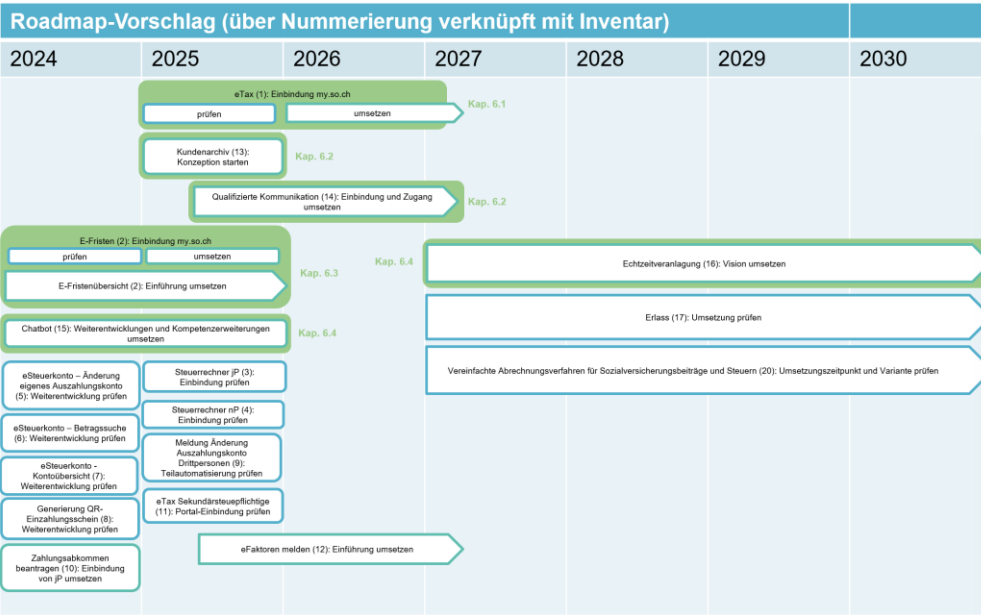 Roadmap-Vorschlag (über Nummerierung verknüpft mit Inventar)
2024 2025 2026 2027 2028 2029 2030
eTax (1): Einbindung my.so.ch
prüfen
umsetzen
Kap. 6.1
Kundenarchiv (13):
Konzeption starten
Kap. 6.2
Qualifizierte Kommunikation (14): Einbindung und Zugang
umsetzen
Kap. 6.2
E-Fristen (2): Einbindung my.so.ch
prüfen
umsetzen
E-Fristenübersicht (2): Einführung umsetzen
Kap. 6.3
Kap. 6.4
Echtzeitveranlagung (16): Vision umsetzen
Erlass (17): Umsetzung prüfen
Chatbot (15): Weiterentwicklungen und Kompetenzerweiterungen
umsetzen
Kap. 6.4
Vereinfachte Abrechnungsverfahren für Sozialversicherungsbeiträge und Steuern (20): Umsetzungszeitpunkt und Variante prüfen
eSteuerkonto – Änderung
eigenes Auszahlungskonto
(5): Weiterentwicklung prüfen
eSteuerkonto – Betragssuche
(6): Weiterentwicklung prüfen
eSteuerkonto -
Kontoübersicht (7):
Weiterentwicklung prüfen
Generierung QR-
Einzahlungsschein (8):
Weiterentwicklung prüfen
Zahlungsabkommen
beantragen (10): Einbindung
von jP umsetzen
Steuerrechner jP (3):
Einbindung prüfen
Steuerrechner nP (4):
Einbindung prüfen
Meldung Änderung
Auszahlungskonto
Drittpersonen (9):
Teilautomatisierung prüfen
eTax Sekundärsteuepflichtige
(11): Portal-Einbindung prüfen
eFaktoren melden (12): Einführung umsetzen